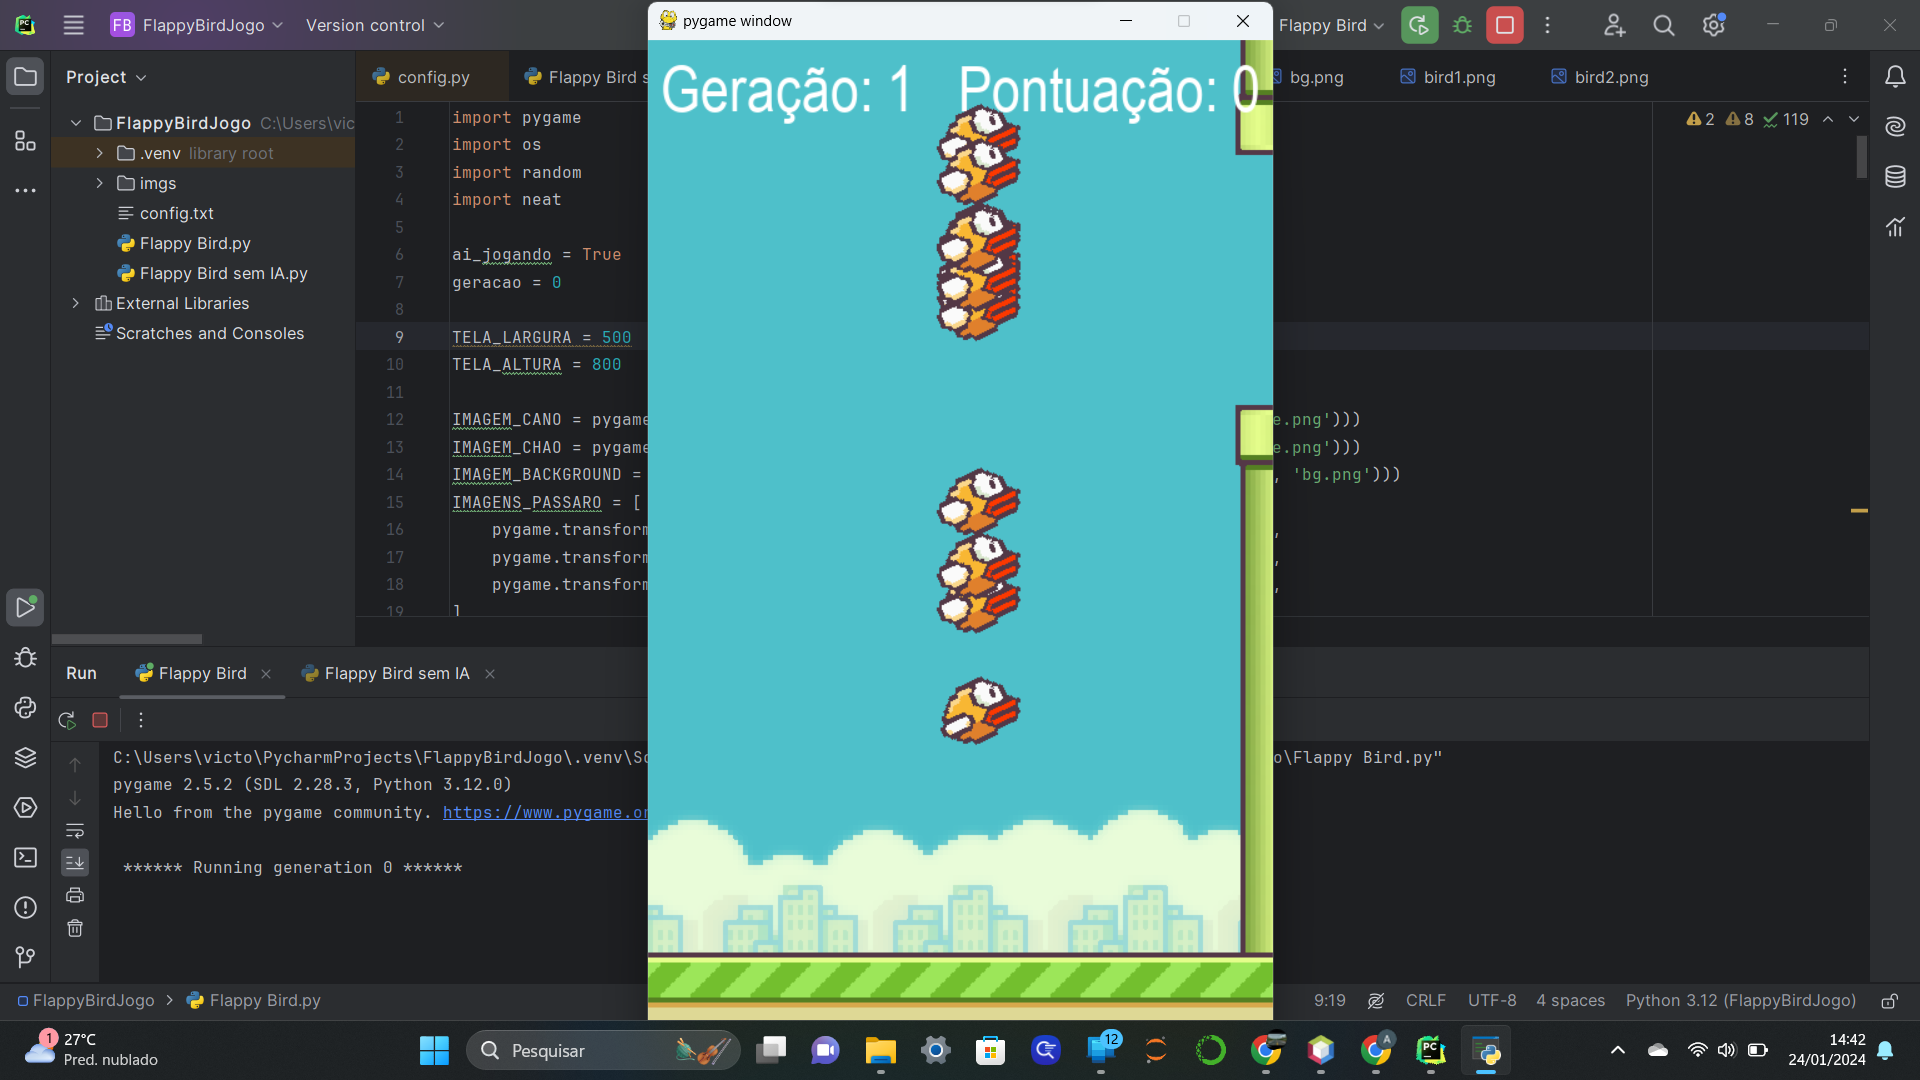 FB FlappyBirdJogo Version control
pygame window
Flappy Bird
Project
FlappyBirdJogo C:\Users\vic
.venv library root
imgs
config.txt
Flappy Bird.py
Flappy Bird sem IA.py
External Libraries
Scratches and Consoles
config.py
Flappy Bird s
bg.png
bird1.png
bird2.png
2 8 119
1 import pygame
2 import os
3 import random
4 import neat
5
6 ai_jogando = True
7 geracao = 0
8
9 TELA_LARGURA = 500
10 TELA_ALTURA = 800
11
12 IMAGEM_CANO = pygame e.png')))
13 IMAGEM_CHAO = pygame e.png')))
14 IMAGEM_BACKGROUND = , 'bg.png')))
15 IMAGENS_PASSARO = [
16 pygame.transform ,
17 pygame.transform ,
18 pygame.transform ,
19 ]
Geração: 1 Pontuação: 0
Run Flappy Bird Flappy Bird sem IA
C:\Users\victo\PycharmProjects\FlappyBirdJogo\.venv\Sc o\Flappy Bird.py"
pygame 2.5.2 (SDL 2.28.3, Python 3.12.0)
Hello from the pygame community. https://www.pygame.or
****** Running generation 0 ******
FlappyBirdJogo > Flappy Bird.py
9:19 CRLF UTF-8 4 spaces Python 3.12 (FlappyBirdJogo)
1 27°C
Pred. nublado
Pesquisar
12
A
PC
14:42
24/01/2024